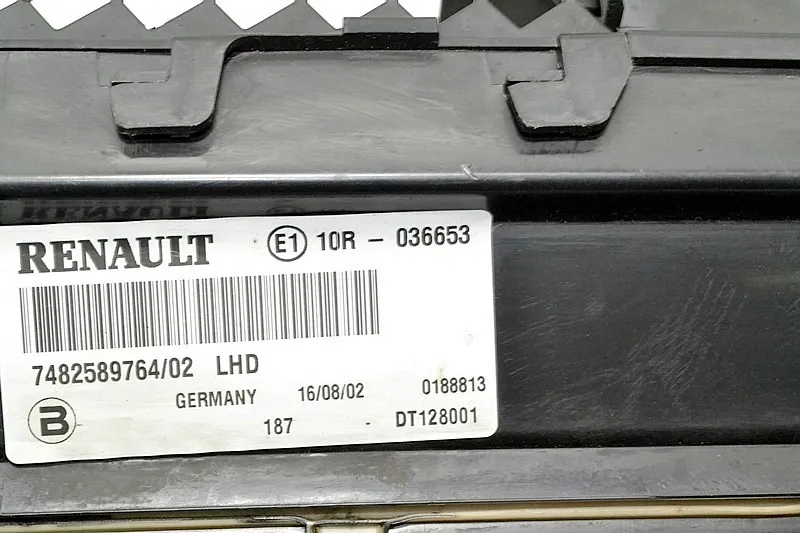 RENAULT E1 10R - 036653
7482589764/02 LHD
B GERMANY 16/08/02 0188813
187 - DT128001